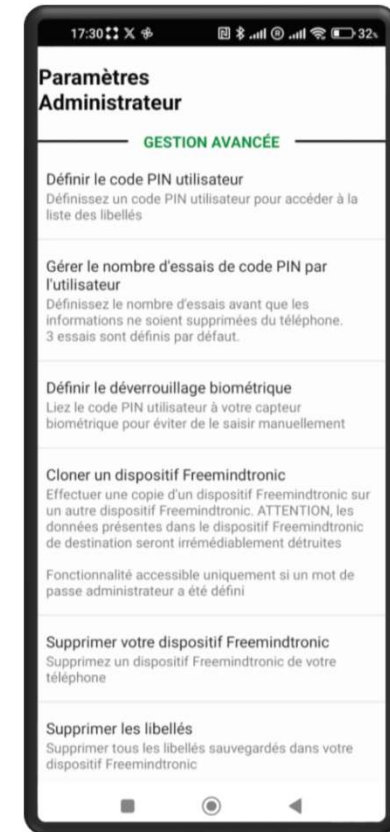 17:30 32%
Paramètres
Administrateur
GESTION AVANCÉE
Définir le code PIN utilisateur
Définissez un code PIN utilisateur pour accéder à la
liste des libellés
Gérer le nombre d'essais de code PIN par
l'utilisateur
Définissez le nombre d'essais avant que les
informations ne soient supprimées du téléphone.
3 essais sont définis par défaut.
Définir le déverrouillage biométrique
Liez le code PIN utilisateur à votre capteur
biométrique pour éviter de le saisir manuellement
Cloner un dispositif Freemindtronic
Effectuer une copie d'un dispositif Freemindtronic sur
un autre dispositif Freemindtronic. ATTENTION, les
données présentes dans le dispositif Freemindtronic
de destination seront irrémédiablement détruites
Fonctionnalité accessible uniquement si un mot de
passe administrateur a été défini
Supprimer votre dispositif Freemindtronic
Supprimez un dispositif Freemindtronic de votre
téléphone
Supprimer les libellés
Supprimer tous les libellés sauvegardés dans votre
dispositif Freemindtronic